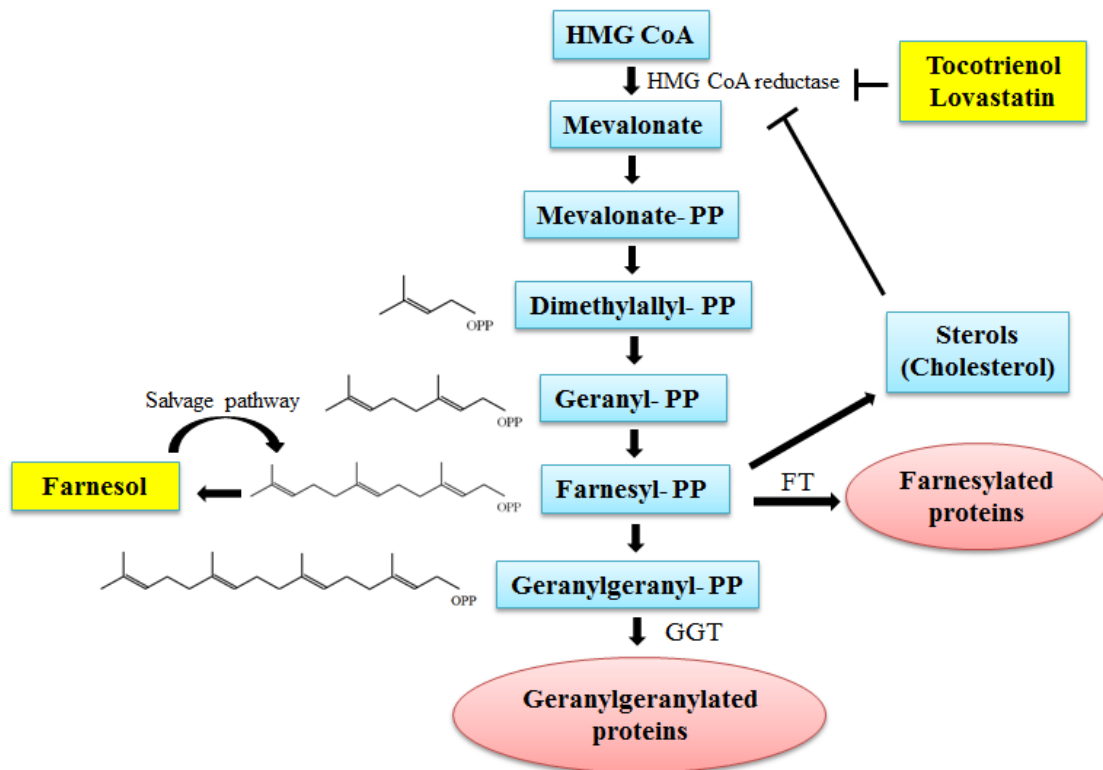 HMG CoA
HMG CoA reductase
Tocotrienol
Lovastatin
Mevalonate
Mevalonate- PP
Dimethylallyl- PP
OPP
Sterols
(Cholesterol)
Salvage pathway
Geranyl- PP
OPP
Farnesol
OPP
Farnesyl- PP
FT
Farnesylated
proteins
OPP
Geranylgeranyl- PP
GGT
Geranylgeranylated
proteins